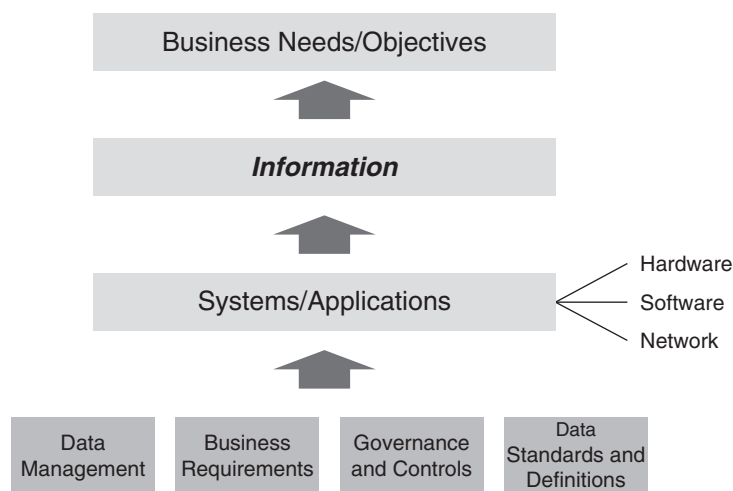 Business Needs/Objectives
Information
Systems/Applications
Hardware
Software
Network
Data
Management
Business
Requirements
Governance
and Controls
Data
Standards and
Definitions